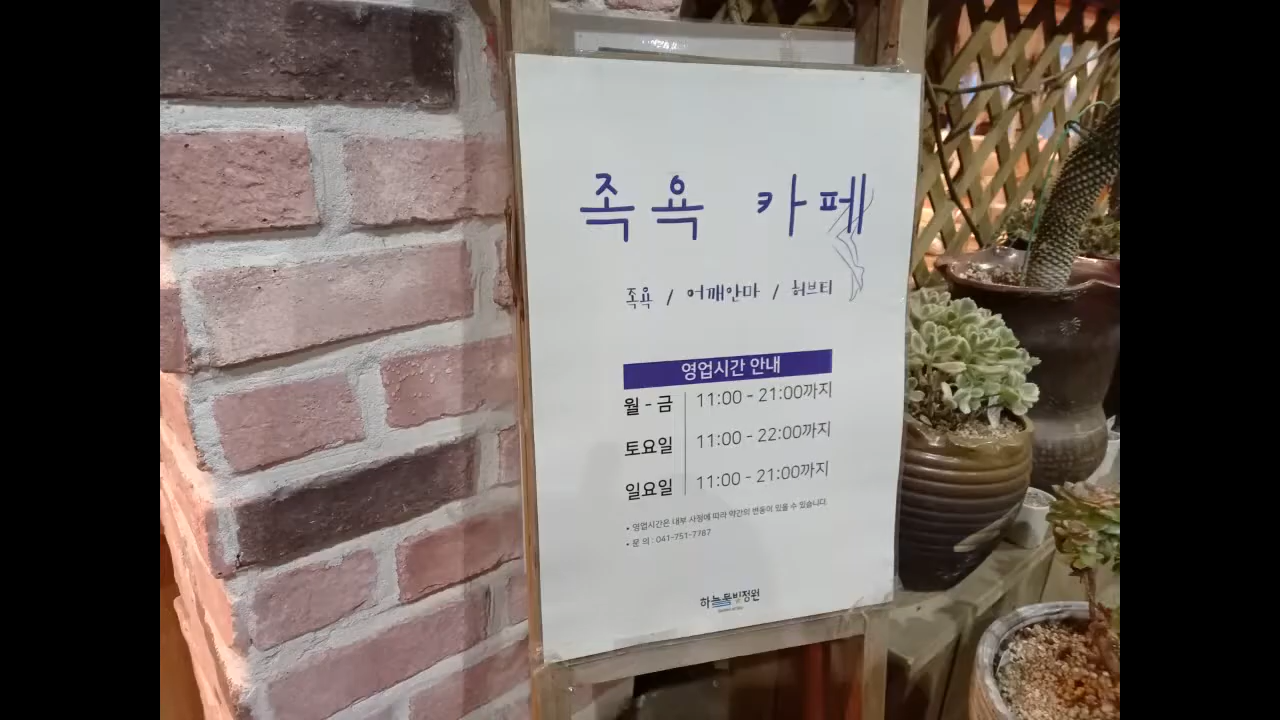 족욕 카페
족욕 / 어깨안마 / 허브티
영업시간 안내
월 - 금 11:00 - 21:00까지
토요일 11:00 - 22:00까지
일요일 11:00 - 21:00까지
• 영업시간은 내부 사정에 따라 약간의 변동이 있을 수 있습니다.
• 문 의 : 041-751-7787
하늘물빛정원